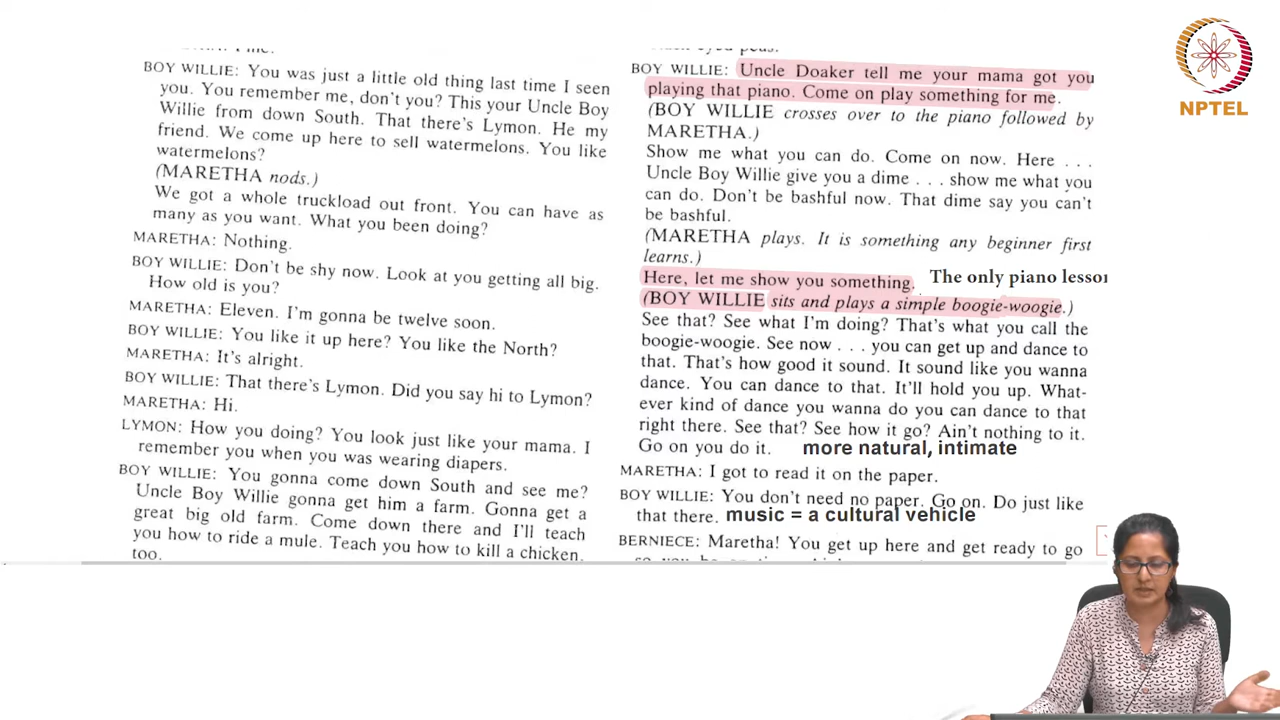 BOY WILLIE: You was just a little old thing last time I seen
you. You remember me, don't you? This your Uncle Boy
Willie from down South. That there's Lymon. He my
friend. We come up here to sell watermelons. You like
watermelons?
(MARETHA nods.)
We got a whole truckload out front. You can have as
many as you want. What you been doing?
MARETHA: Nothing.
BOY WILLIE: Don't be shy now. Look at you getting all big.
How old is you?
MARETHA: Eleven. I'm gonna be twelve soon.
BOY WILLIE: You like it up here? You like the North?
MARETHA: It's alright.
BOY WILLIE: That there's Lymon. Did you say hi to Lymon?
MARETHA: Hi.
LYMON: How you doing? You look just like your mama. I
remember you when you was wearing diapers.
BOY WILLIE: You gonna come down South and see me?
Uncle Boy Willie gonna get him a farm. Gonna get a
great big old farm. Come down there and I'll teach
you how to ride a mule. Teach you how to kill a chicken,
too.
BOY WILLIE: Uncle Doaker tell me your mama got you
playing that piano. Come on play something for me.
(BOY WILLIE crosses over to the piano followed by
MARETHA.)
Show me what you can do. Come on now. Here . . .
Uncle Boy Willie give you a dime . . . show me what you
can do. Don't be bashful now. That dime say you can't
be bashful.
(MARETHA plays. It is something any beginner first
learns.)
Here, let me show you something. The only piano lesson
(BOY WILLIE sits and plays a simple boogie-woogie.)
See that? See what I'm doing? That's what you call the
boogie-woogie. See now . . . you can get up and dance to
that. That's how good it sound. It sound like you wanna
dance. You can dance to that. It'll hold you up. What-
ever kind of dance you wanna do you can dance to that
right there. See that? See how it go? Ain't nothing to it.
Go on you do it. more natural, intimate
MARETHA: I got to read it on the paper.
BOY WILLIE: You don't need no paper. Go on. Do just like
that there. music = a cultural vehicle
BERNIECE: Maretha! You get up here and get ready to go
NPTEL